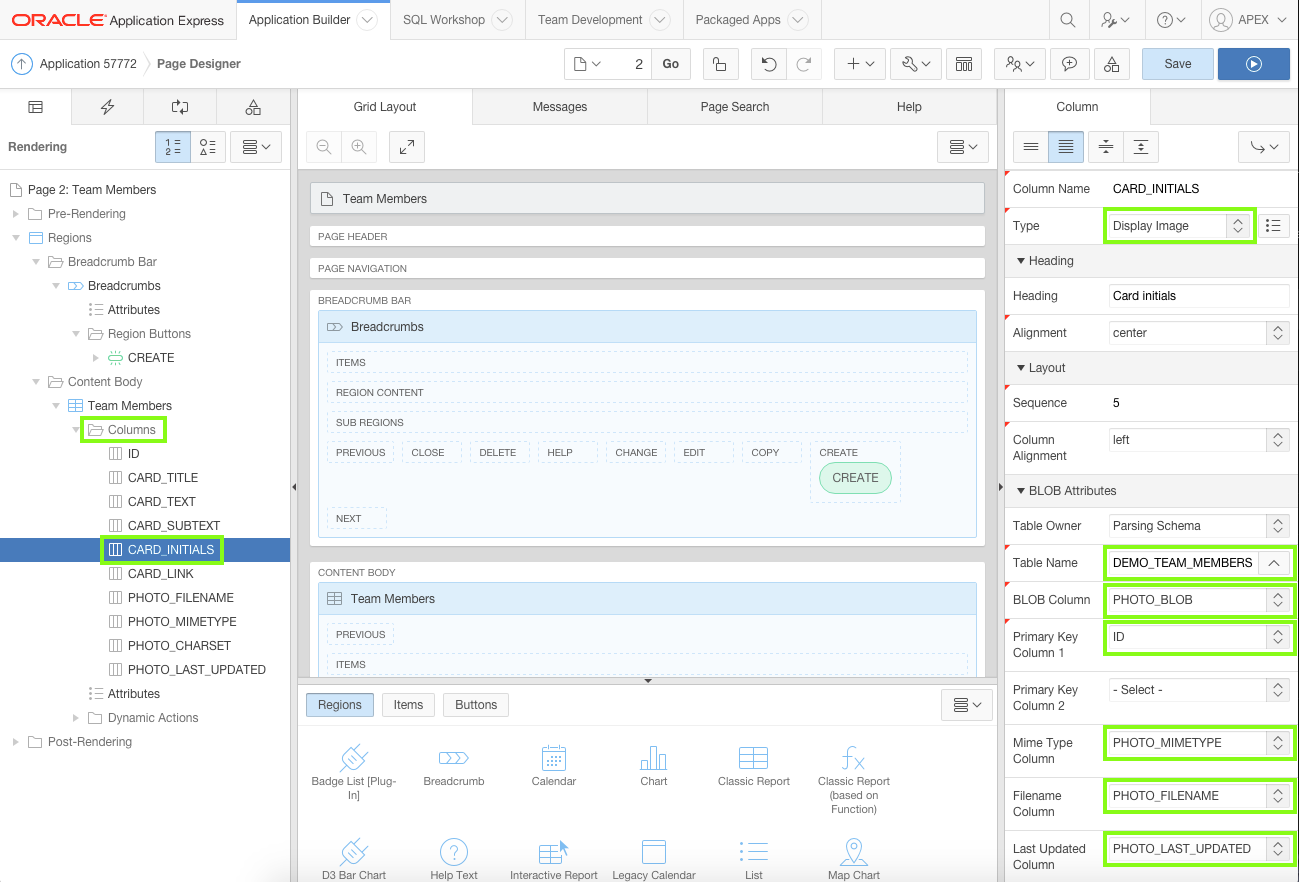 ORACLE Application Express
Application Builder
SQL Workshop
Team Development
Packaged Apps
?
APEX
Application 57772
Page Designer
2
Go
Save
Rendering
1
2
Page 2: Team Members
Pre-Rendering
Regions
Breadcrumb Bar
Breadcrumbs
Attributes
Region Buttons
CREATE
Content Body
Team Members
Columns
ID
CARD_TITLE
CARD_TEXT
CARD_SUBTEXT
CARD_INITIALS
CARD_LINK
PHOTO_FILENAME
PHOTO_MIMETYPE
PHOTO_CHARSET
PHOTO_LAST_UPDATED
Attributes
Dynamic Actions
Post-Rendering
Grid Layout
Messages
Page Search
Help
Team Members
PAGE HEADER
PAGE NAVIGATION
BREADCRUMB BAR
Breadcrumbs
ITEMS
REGION CONTENT
SUB REGIONS
PREVIOUS
CLOSE
DELETE
HELP
CHANGE
EDIT
COPY
CREATE
CREATE
NEXT
CONTENT BODY
Team Members
PREVIOUS
ITEMS
Regions
Items
Buttons
Badge List [Plug-
In]
Breadcrumb
Calendar
Chart
Classic Report
fx
Classic Report
(based on
Function)
D3 Bar Chart
?
Help Text
Interactive Report
Legacy Calendar
List
Map Chart
Column
Column Name
CARD_INITIALS
Type
Display Image
Heading
Heading
Card initials
Alignment
center
Layout
Sequence
5
Column
Alignment
left
BLOB Attributes
Table Owner
Parsing Schema
Table Name
DEMO_TEAM_MEMBERS
BLOB Column
PHOTO_BLOB
Primary Key
Column 1
ID
Primary Key
Column 2
- Select -
Mime Type
Column
PHOTO_MIMETYPE
Filename
Column
PHOTO_FILENAME
Last Updated
Column
PHOTO_LAST_UPDATED